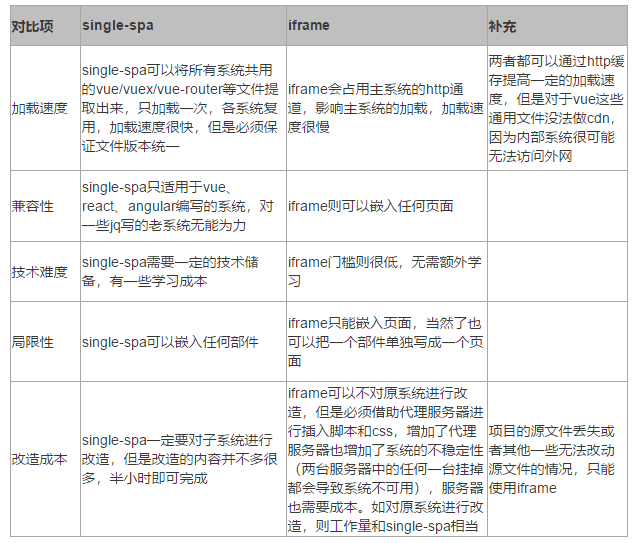 对比项 single-spa iframe 补充
加载速度
single-spa可以将所有系统共用
的vue/vuex/vue-router等文件提
取出来，只加载一次，各系统复
用，加载速度很快，但是必须保
证文件版本统一
iframe会占用主系统的http通
道，影响主系统的加载，加载速
度很慢
两者都可以通过http缓
存提高一定的加载速
度，但是对于vue这些
通用文件没法做cdn，
因为内部系统很可能
无法访问外网
兼容性
single-spa只适用于vue、
react、angular编写的系统，对
一些jq写的老系统无能为力
iframe则可以嵌入任何页面
技术难度
single-spa需要一定的技术储
备，有一些学习成本
iframe门槛则很低，无需额外学
习
局限性
single-spa可以嵌入任何部件
iframe只能嵌入页面，当然了也
可以把一个部件单独写成一个页
面
改造成本
single-spa一定要对子系统进行
改造，但是改造的内容并不多很
多，半小时即可完成
iframe可以不对原系统进行改
造，但是必须借助代理服务器进
行插入脚本和css，增加了代理
服务器也增加了系统的不稳定性
（两台服务器中的任何一台挂掉
都会导致系统不可用），服务器
也需要成本。如对原系统进行改
造，则工作量和single-spa相当
项目的源文件丢失或
者其他一些无法改动
源文件的情况，只能
使用iframe